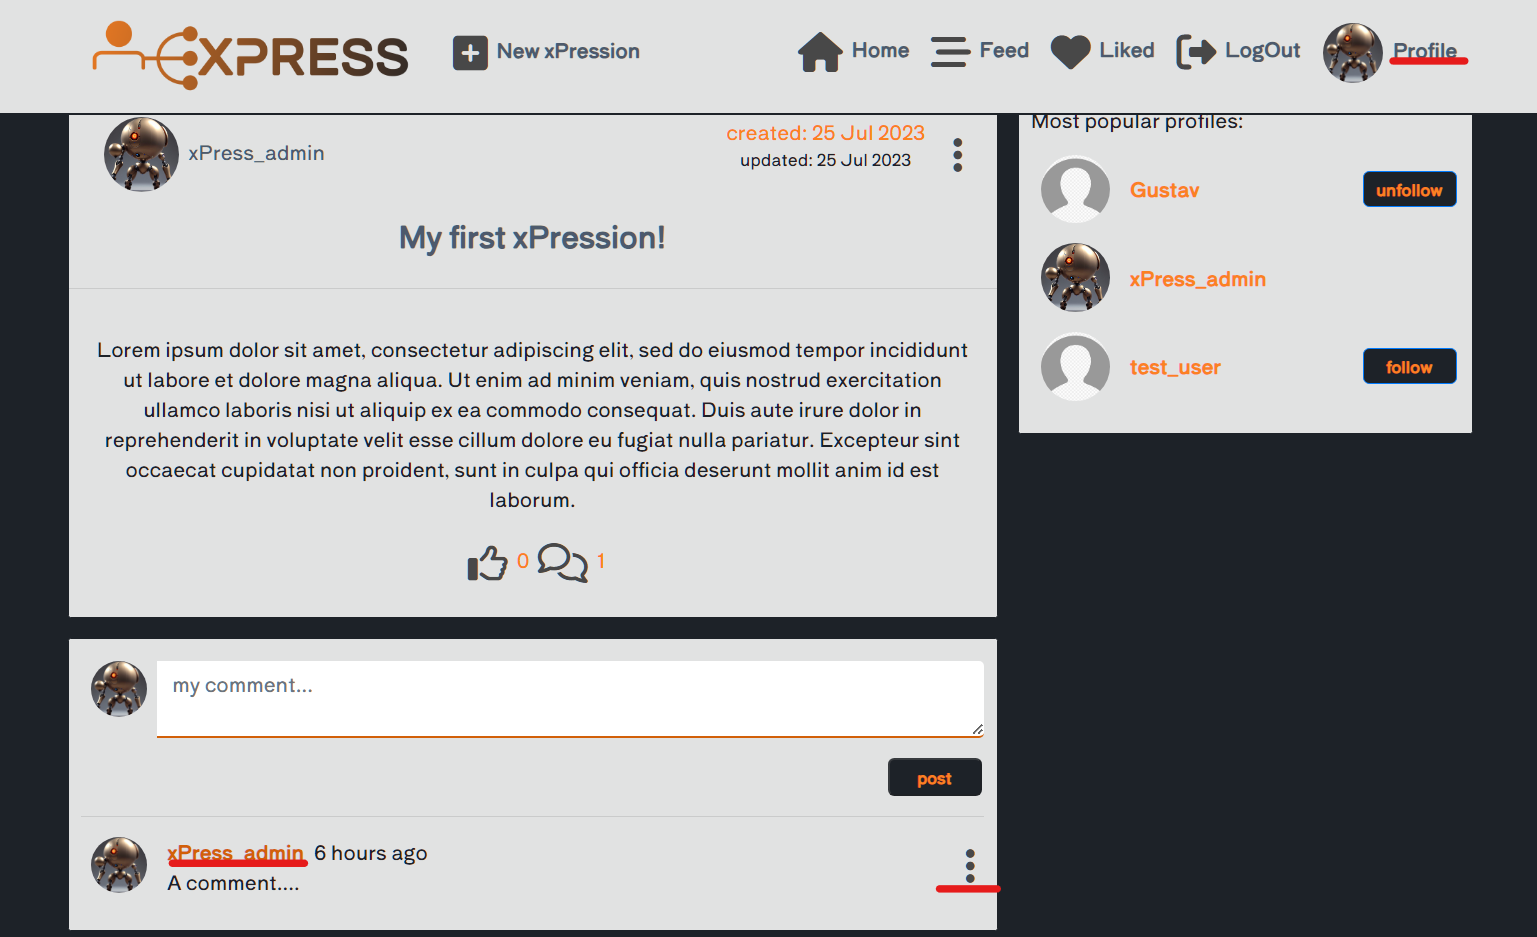 XPRESS
New xPression
Home
Feed
Liked
LogOut
Profile
xPress_admin
created: 25 Jul 2023
updated: 25 Jul 2023
My first xPression!
Lorem ipsum dolor sit amet, consectetur adipiscing elit, sed do eiusmod tempor incididunt
ut labore et dolore magna aliqua. Ut enim ad minim veniam, quis nostrud exercitation
ullamco laboris nisi ut aliquip ex ea commodo consequat. Duis aute irure dolor in
reprehenderit in voluptate velit esse cillum dolore eu fugiat nulla pariatur. Excepteur sint
occaecat cupidatat non proident, sunt in culpa qui officia deserunt mollit anim id est
laborum.
0
1
my comment...
post
xPress_admin 6 hours ago
A comment....
Most popular profiles:
Gustav
unfollow
xPress_admin
test_user
follow